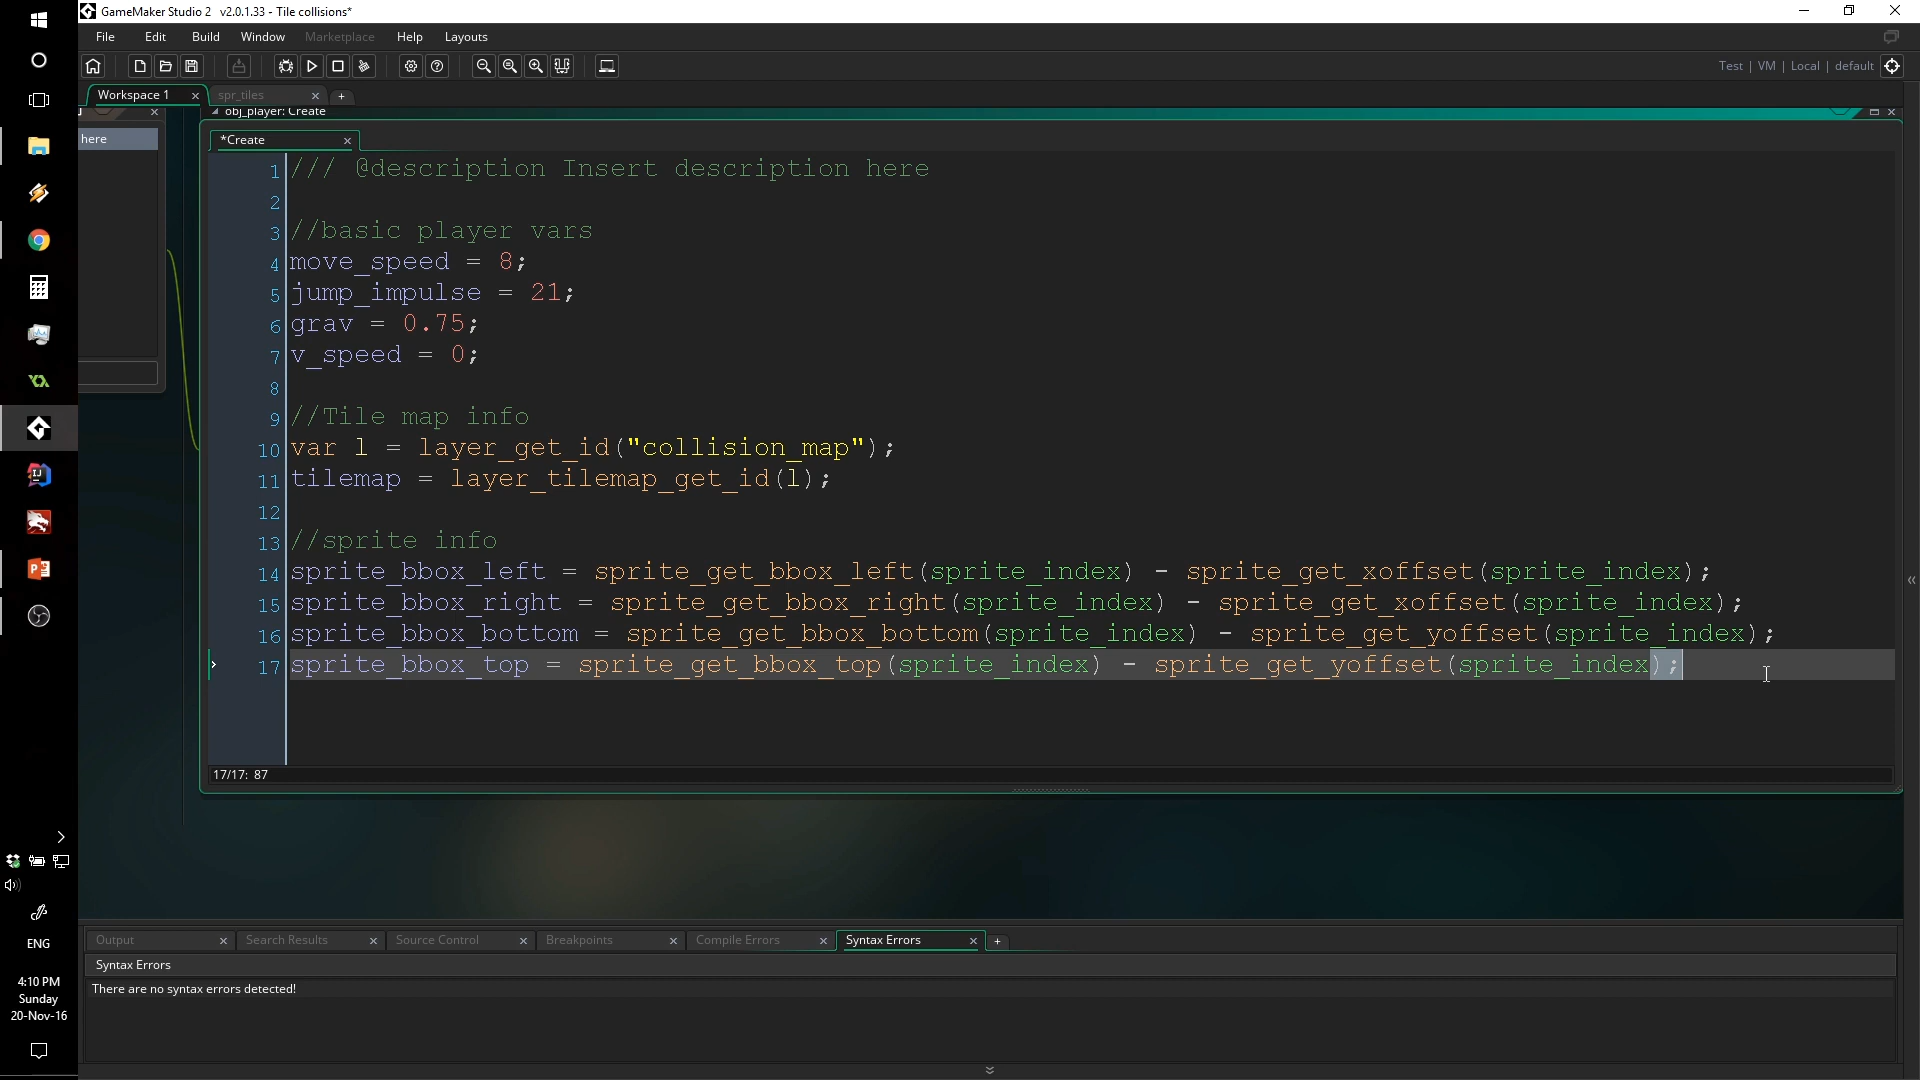 GameMaker Studio 2 v2.0.1.33 - Tile collisions*
File Edit Build Window Marketplace Help Layouts
Test | VM | Local | default
Workspace 1 spr_tiles
obj_player: Create
here
*Create
1 /// @description Insert description here
2
3 //basic player vars
4 move_speed = 8;
5 jump_impulse = 21;
6 grav = 0.75;
7 v_speed = 0;
8
9 //Tile map info
10 var l = layer_get_id("collision_map");
11 tilemap = layer_tilemap_get_id(l);
12
13 //sprite info
14 sprite_bbox_left = sprite_get_bbox_left(sprite_index) - sprite_get_xoffset(sprite_index);
15 sprite_bbox_right = sprite_get_bbox_right(sprite_index) - sprite_get_xoffset(sprite_index);
16 sprite_bbox_bottom = sprite_get_bbox_bottom(sprite_index) - sprite_get_yoffset(sprite_index);
17 sprite_bbox_top = sprite_get_bbox_top(sprite_index) - sprite_get_yoffset(sprite_index);
17/17: 87
Output Search Results Source Control Breakpoints Compile Errors Syntax Errors
Syntax Errors
There are no syntax errors detected!
ENG
4:10 PM
Sunday
20-Nov-16